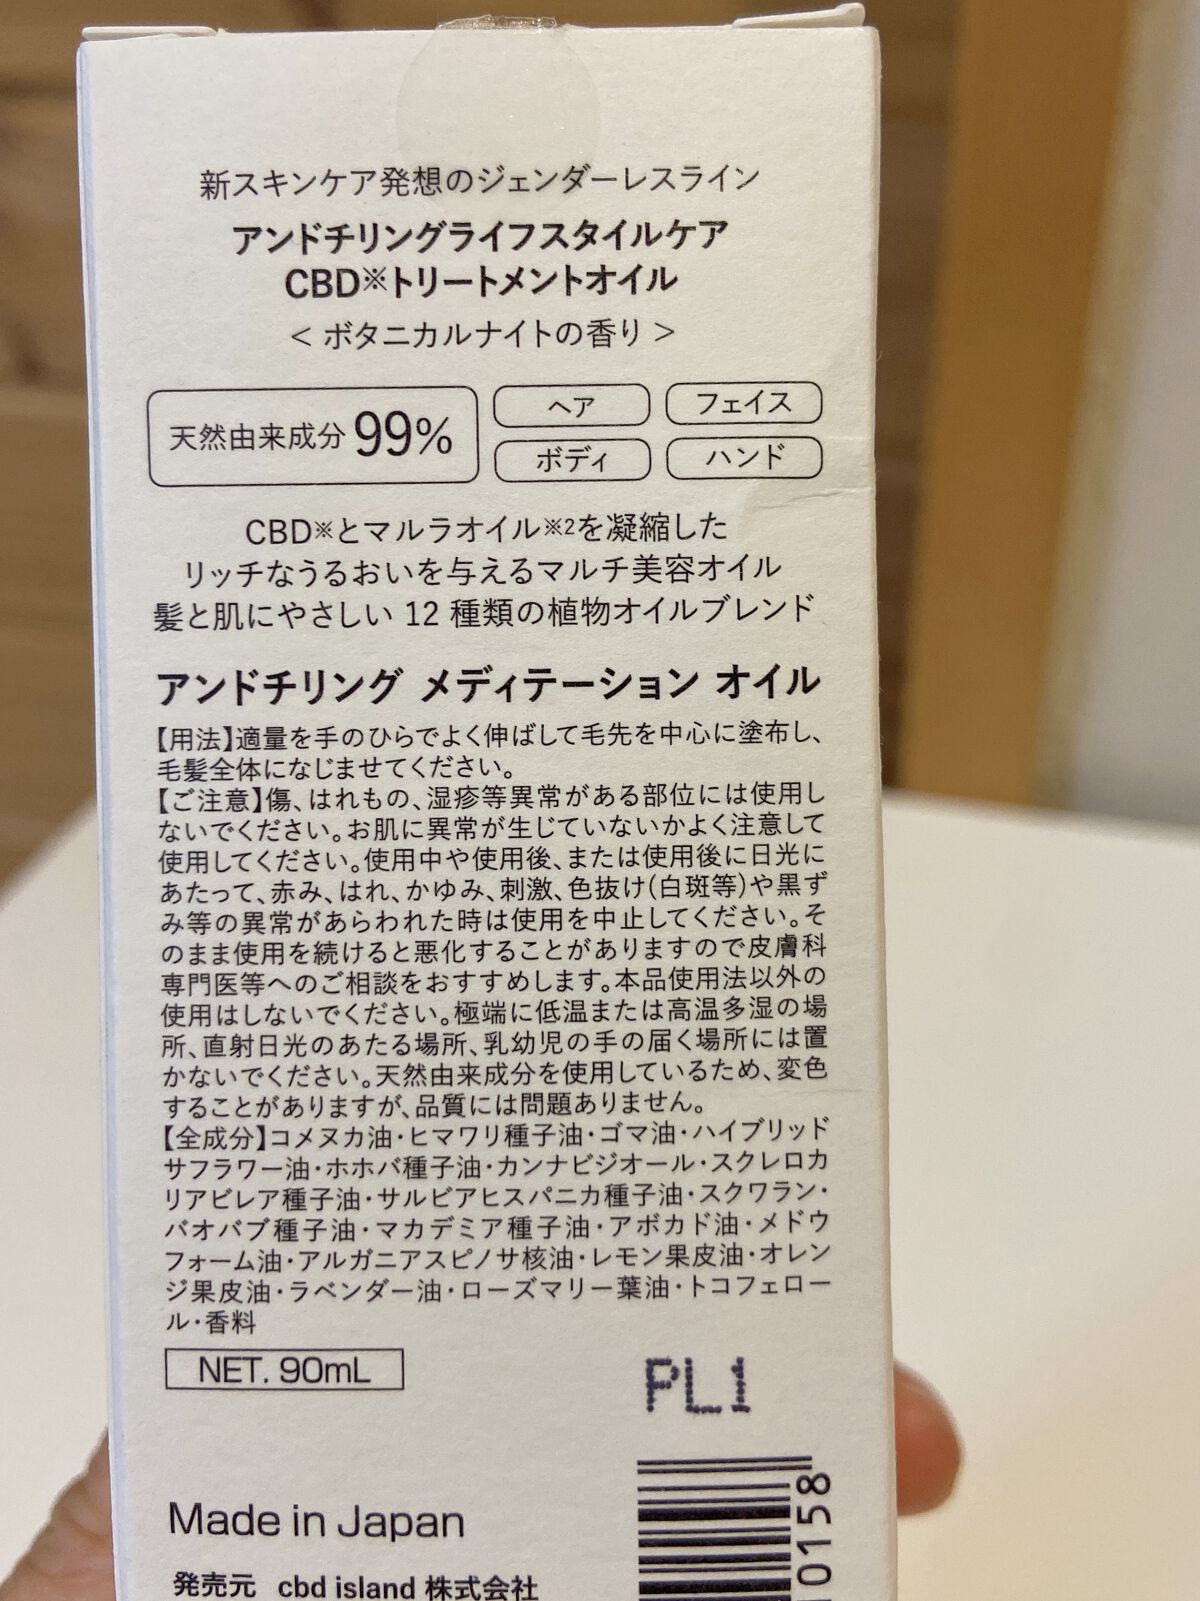 新スキンケア発想のジェンダーレスライン
アンドチリングライフスタイルケア
CBD※トリートメントオイル
< ボタニカルナイトの香り >
天然由来成分 99%
ヘア
フェイス
ボディ
ハンド
CBD※とマルラオイル※2を凝縮した
リッチなうるおいを与えるマルチ美容オイル
髪と肌にやさしい 12 種類の植物オイルブレンド
アンドチリング メディテーション オイル
【用法】適量を手のひらでよく伸ばして毛先を中心に塗布し、
毛髪全体になじませてください。
【ご注意】傷、はれもの、湿疹等異常がある部位には使用し
ないでください。お肌に異常が生じていないかよく注意して
使用してください。使用中や使用後、または使用後に日光に
あたって、赤み、はれ、かゆみ、刺激、色抜け(白斑等)や黒ず
み等の異常があらわれた時は使用を中止してください。そ
のまま使用を続けると悪化することがありますので皮膚科
専門医等へのご相談をおすすめします。本品使用法以外の
使用はしないでください。極端に低温または高温多湿の場
所、直射日光のあたる場所、乳幼児の手の届く場所には置
かないでください。天然由来成分を使用しているため、変色
することがありますが、品質には問題ありません。
【全成分】コメヌカ油・ヒマワリ種子油・ゴマ油・ハイブリッド
サフラワー油・ホホバ種子油・カンナビジオール・スクレロカ
リアビレア種子油・サルビアヒスパニカ種子油・スクワラン・
バオバブ種子油・マカデミア種子油・アボカド油・メドウ
フォーム油・アルガニアスピノサ核油・レモン果皮油・オレン
ジ果皮油・ラベンダー油・ローズマリー葉油・トコフェロー
ル・香料
NET. 90mL
PL1
Made in Japan
発売元 cbd island 株式会社
10158